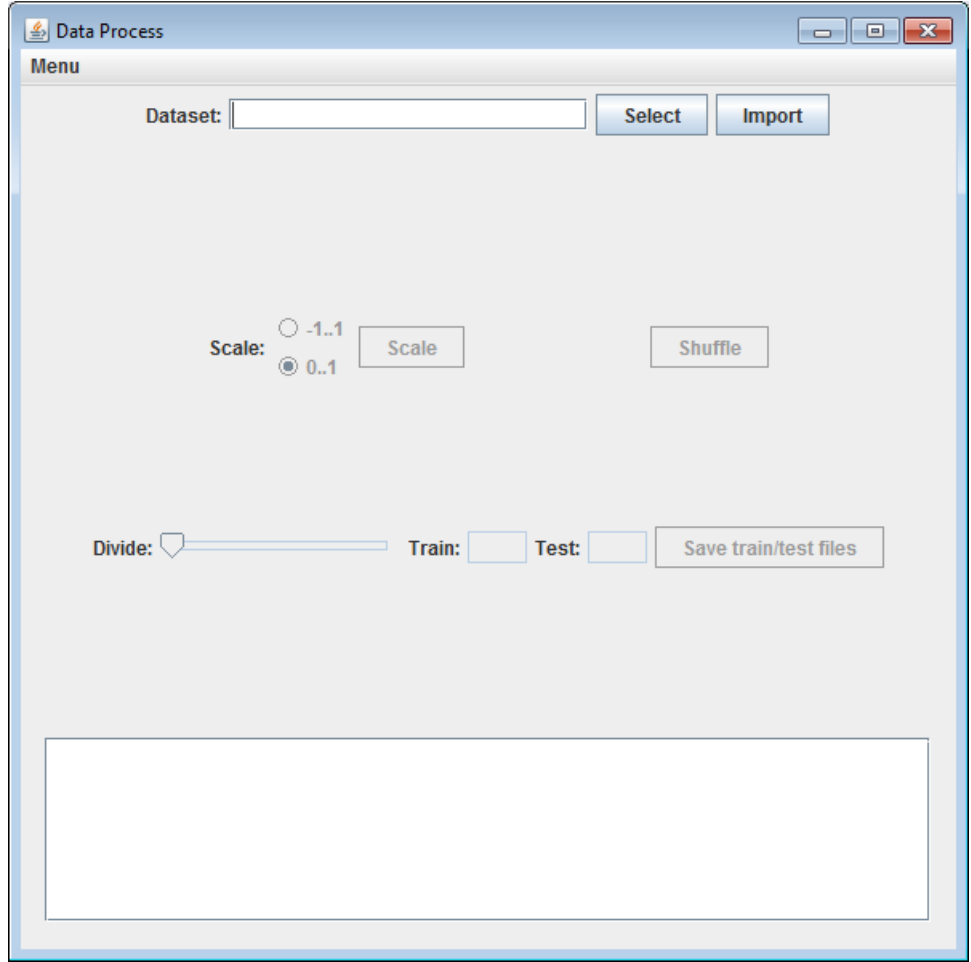 Data Process
Menu
Dataset: Select Import
-1..1
Scale: Scale Shuffle
0..1
Divide: Train: Test: Save train/test files